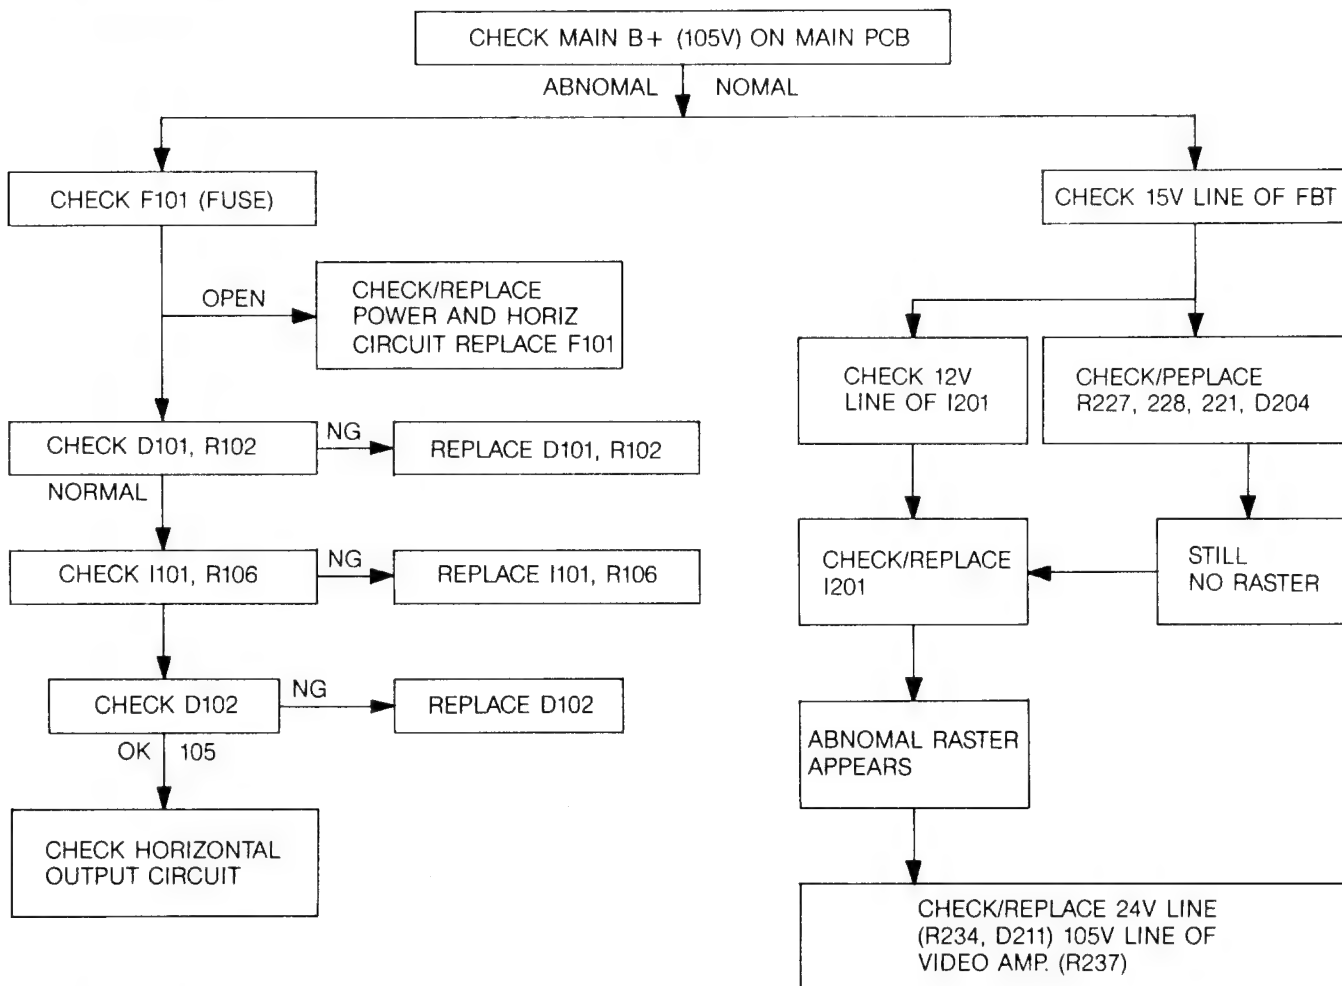 CHECK MAIN B+ (105V) ON MAIN PCB
ABNOMAL
NOMAL
CHECK F101 (FUSE)
OPEN
CHECK/REPLACE
POWER AND HORIZ
CIRCUIT REPLACE F101
CHECK D101, R102
NG
REPLACE D101, R102
NORMAL
CHECK I101, R106
NG
REPLACE I101, R106
CHECK D102
NG
REPLACE D102
OK
105
CHECK HORIZONTAL
OUTPUT CIRCUIT
CHECK 15V LINE OF FBT
CHECK 12V
LINE OF I201
CHECK/PEPLACE
R227, 228, 221, D204
CHECK/REPLACE
I201
STILL
NO RASTER
ABNOMAL RASTER
APPEARS
CHECK/REPLACE 24V LINE
(R234, D211) 105V LINE OF
VIDEO AMP. (R237)